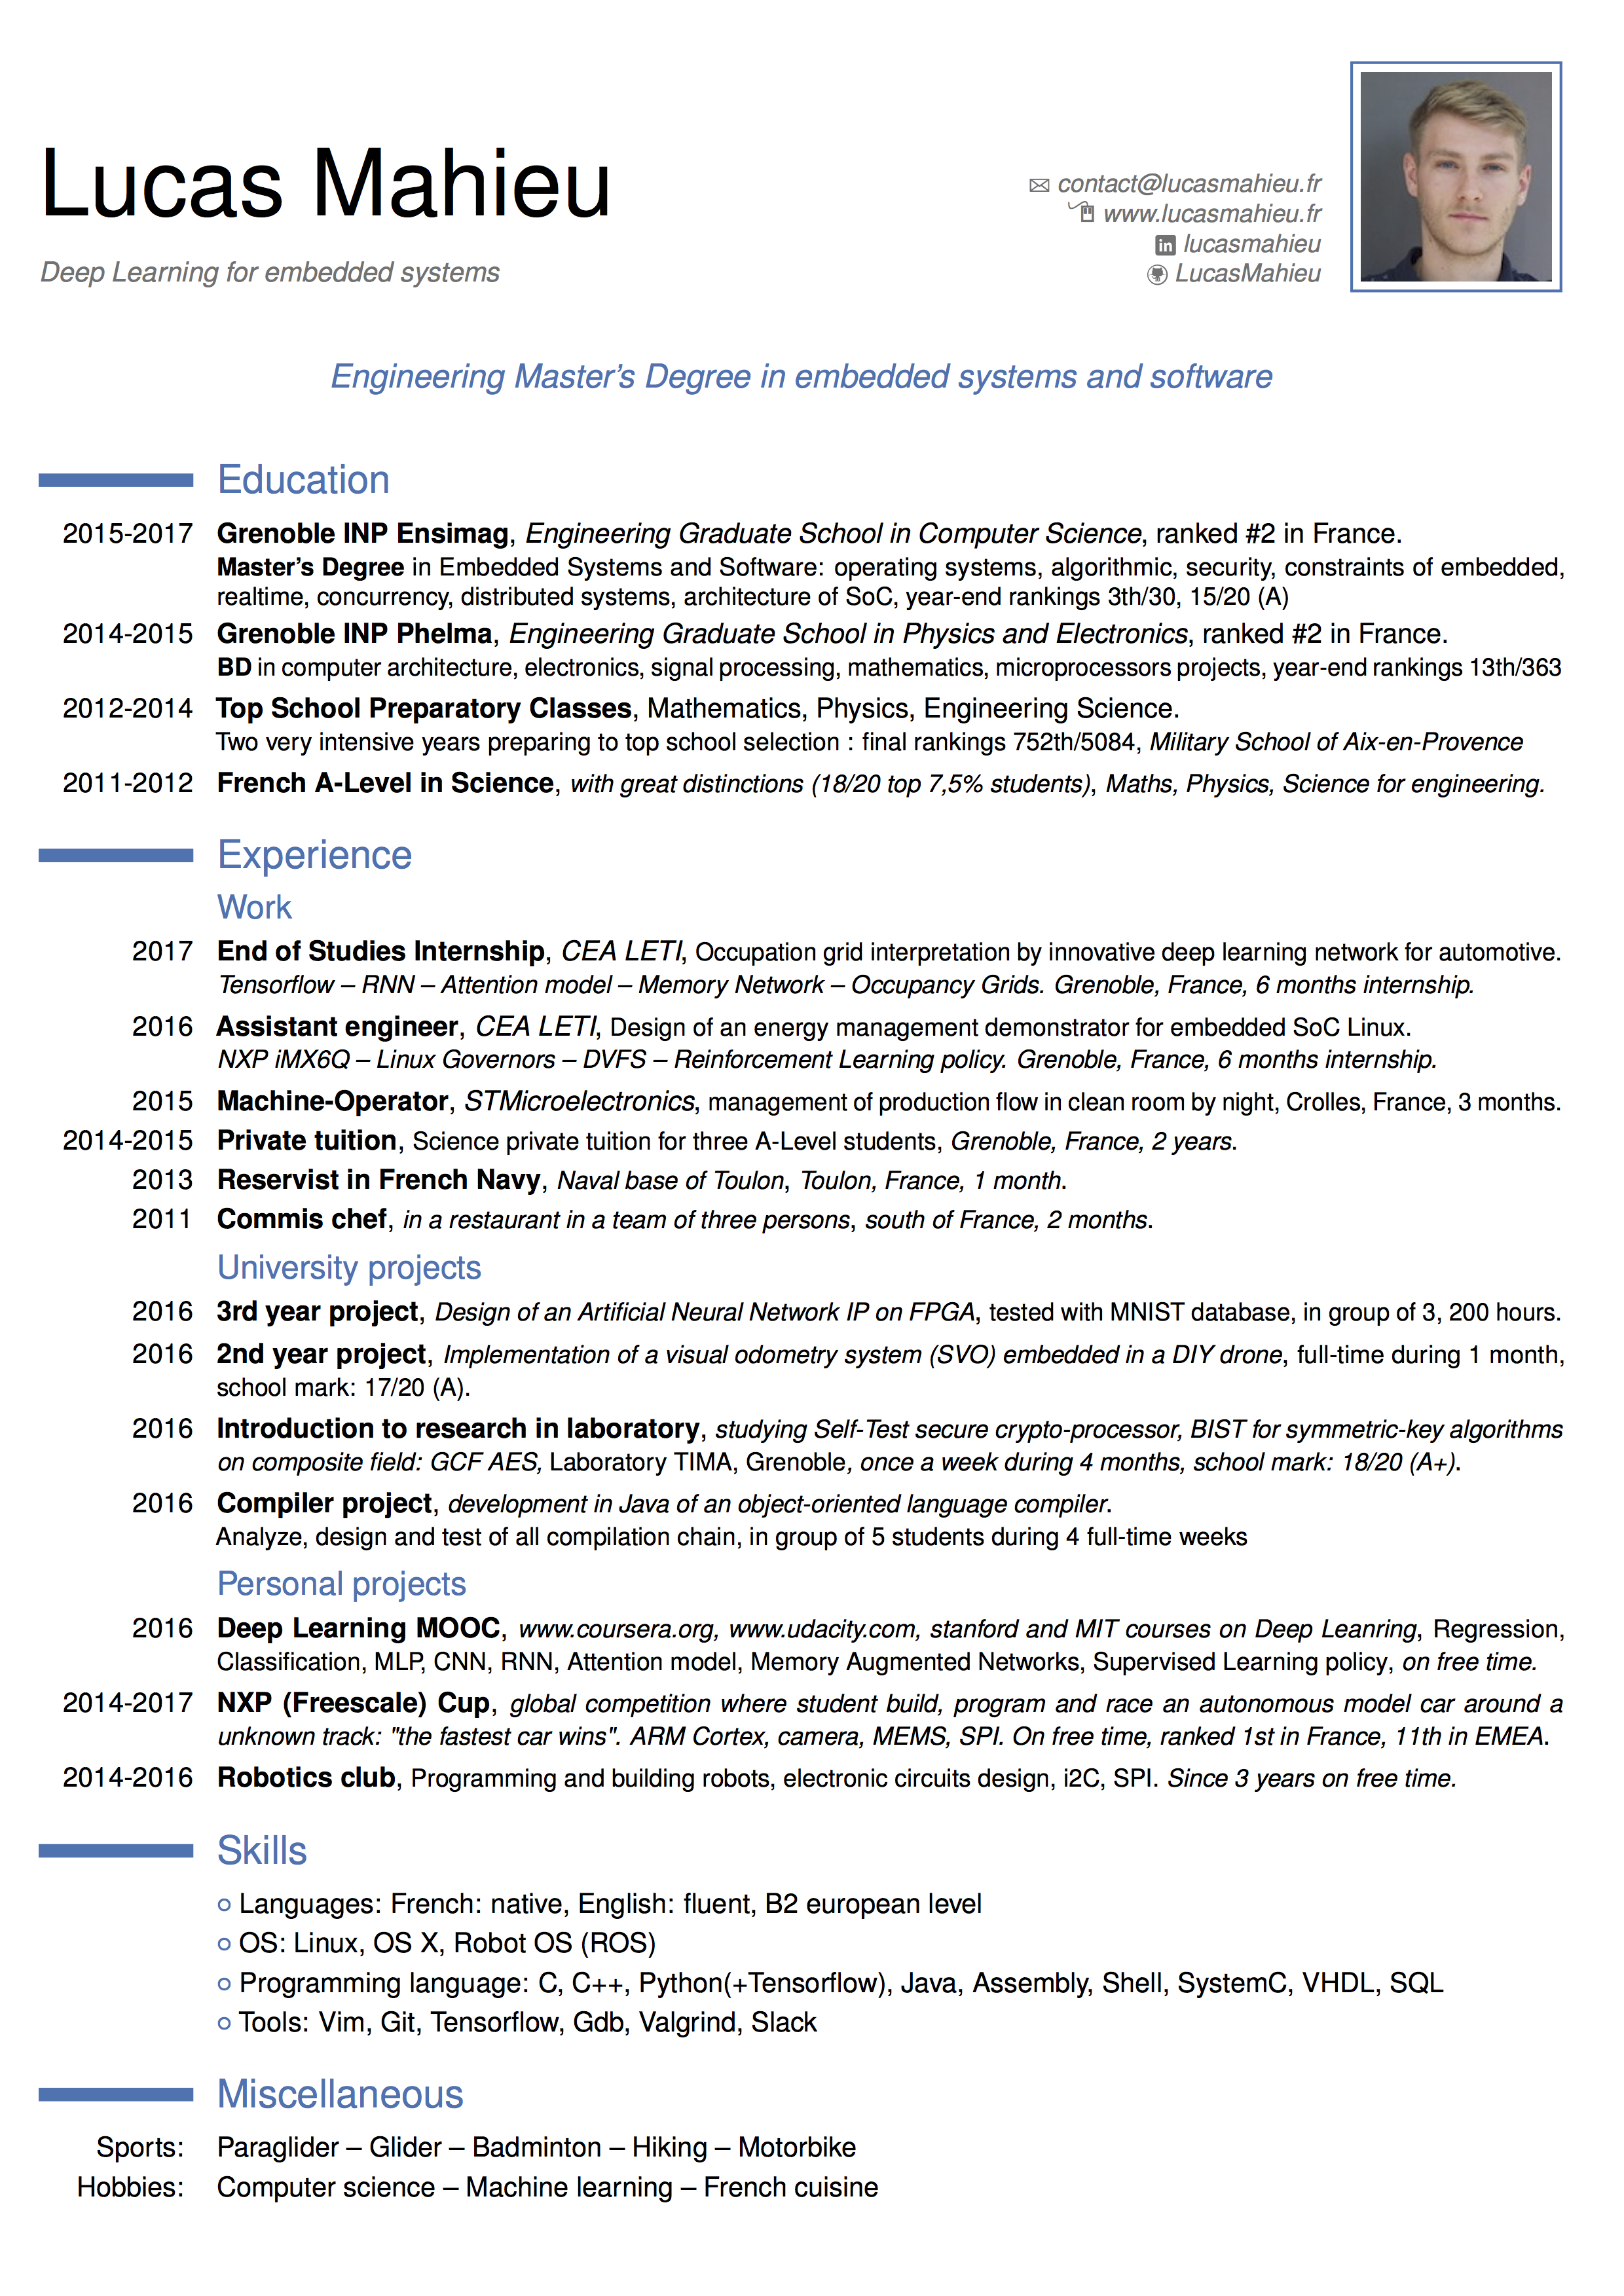 Lucas Mahieu
Deep Learning for embedded systems
contact@lucasmahieu.fr
www.lucasmahieu.fr
in lucasmahieu
LucasMahieu
Engineering Master's Degree in embedded systems and software
Education
2015-2017 Grenoble INP Ensimag, Engineering Graduate School in Computer Science, ranked #2 in France.
Master's Degree in Embedded Systems and Software: operating systems, algorithmic, security, constraints of embedded,
realtime, concurrency, distributed systems, architecture of SoC, year-end rankings 3th/30, 15/20 (A)
2014-2015 Grenoble INP Phelma, Engineering Graduate School in Physics and Electronics, ranked #2 in France.
BD in computer architecture, electronics, signal processing, mathematics, microprocessors projects, year-end rankings 13th/363
2012-2014 Top School Preparatory Classes, Mathematics, Physics, Engineering Science.
Two very intensive years preparing to top school selection : final rankings 752th/5084, Military School of Aix-en-Provence
2011-2012 French A-Level in Science, with great distinctions (18/20 top 7,5% students), Maths, Physics, Science for engineering.
Experience
Work
2017 End of Studies Internship, CEA LETI, Occupation grid interpretation by innovative deep learning network for automotive.
Tensorflow – RNN – Attention model – Memory Network – Occupancy Grids. Grenoble, France, 6 months internship.
2016 Assistant engineer, CEA LETI, Design of an energy management demonstrator for embedded SoC Linux.
NXP iMX6Q – Linux Governors – DVFS – Reinforcement Learning policy. Grenoble, France, 6 months internship.
2015 Machine-Operator, STMicroelectronics, management of production flow in clean room by night, Crolles, France, 3 months.
2014-2015 Private tuition, Science private tuition for three A-Level students, Grenoble, France, 2 years.
2013 Reservist in French Navy, Naval base of Toulon, Toulon, France, 1 month.
2011 Commis chef, in a restaurant in a team of three persons, south of France, 2 months.
University projects
2016 3rd year project, Design of an Artificial Neural Network IP on FPGA, tested with MNIST database, in group of 3, 200 hours.
2016 2nd year project, Implementation of a visual odometry system (SVO) embedded in a DIY drone, full-time during 1 month,
school mark: 17/20 (A).
2016 Introduction to research in laboratory, studying Self-Test secure crypto-processor, BIST for symmetric-key algorithms
on composite field: GCF AES, Laboratory TIMA, Grenoble, once a week during 4 months, school mark: 18/20 (A+).
2016 Compiler project, development in Java of an object-oriented language compiler.
Analyze, design and test of all compilation chain, in group of 5 students during 4 full-time weeks
Personal projects
2016 Deep Learning MOOC, www.coursera.org, www.udacity.com, stanford and MIT courses on Deep Leanring, Regression,
Classification, MLP, CNN, RNN, Attention model, Memory Augmented Networks, Supervised Learning policy, on free time.
2014-2017 NXP (Freescale) Cup, global competition where student build, program and race an autonomous model car around a
unknown track: "the fastest car wins". ARM Cortex, camera, MEMS, SPI. On free time, ranked 1st in France, 11th in EMEA.
2014-2016 Robotics club, Programming and building robots, electronic circuits design, i2C, SPI. Since 3 years on free time.
Skills
Languages: French: native, English: fluent, B2 european level
OS: Linux, OS X, Robot OS (ROS)
Programming language: C, C++, Python(+Tensorflow), Java, Assembly, Shell, SystemC, VHDL, SQL
Tools: Vim, Git, Tensorflow, Gdb, Valgrind, Slack
Miscellaneous
Sports: Paraglider – Glider – Badminton – Hiking – Motorbike
Hobbies: Computer science – Machine learning – French cuisine